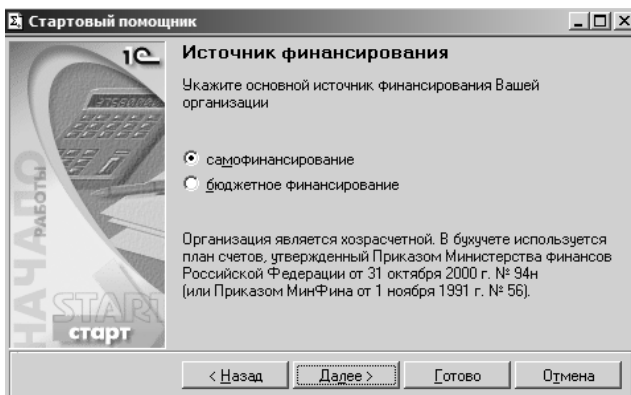 Стартовый помощник
1С
Источник финансирования
Укажите основной источник финансирования Вашей
организации
самофинансирование
бюджетное финансирование
Организация является хозрасчетной. В бухучете используется
план счетов, утвержденный Приказом Министерства финансов
Российской Федерации от 31 октября 2000 г. № 94н
(или Приказом МинФина от 1 ноября 1991 г. № 56).
НАЧАЛО
РАБОТЫ
START
старт
< Назад
Далее >
Готово
Отмена